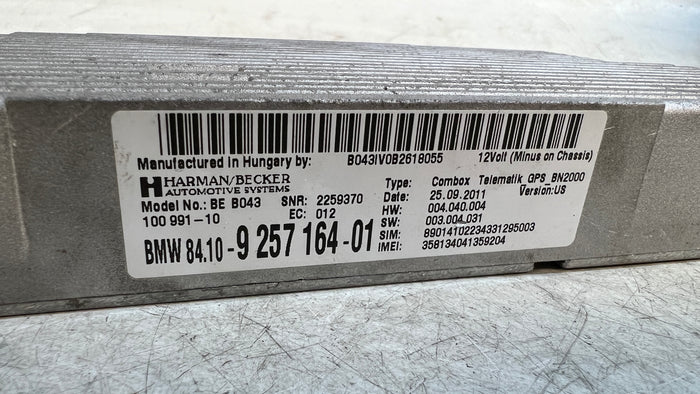 Manufactured in Hungary by: B043IV0B2618055 12Volt (Minus on Chassis)
HARMAN/BECKER
AUTOMOTIVE SYSTEMS
Model No.: BE B043 SNR: 2259370
100 991-10 EC: 012
BMW 84.10-9 257 164-01
Type: Combox Telematik GPS BN2000
Date: 25.09.2011 Version:US
HW: 004.040.004
SW: 003.004.031
SIM: 89014102234331295003
IMEI: 358134041359204